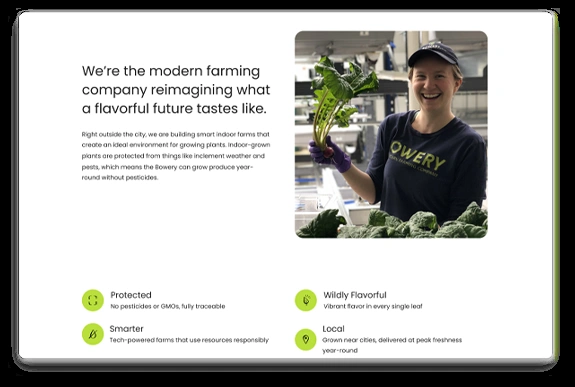 We're the modern farming
company reimagining what
a flavorful future tastes like.
Right outside the city, we are building smart indoor farms that
create an ideal environment for growing plants. Indoor-grown
plants are protected from things like inclement weather and
pests, which means the Bowery can grow produce year-
round without pesticides.
OWERY
Protected
No pesticides or GMOs, fully traceable
Wildly Flavorful
Vibrant flavor in every single leaf
Smarter
Tech-powered farms that use resources responsibly
Local
Grown near cities, delivered at peak freshness
year-round